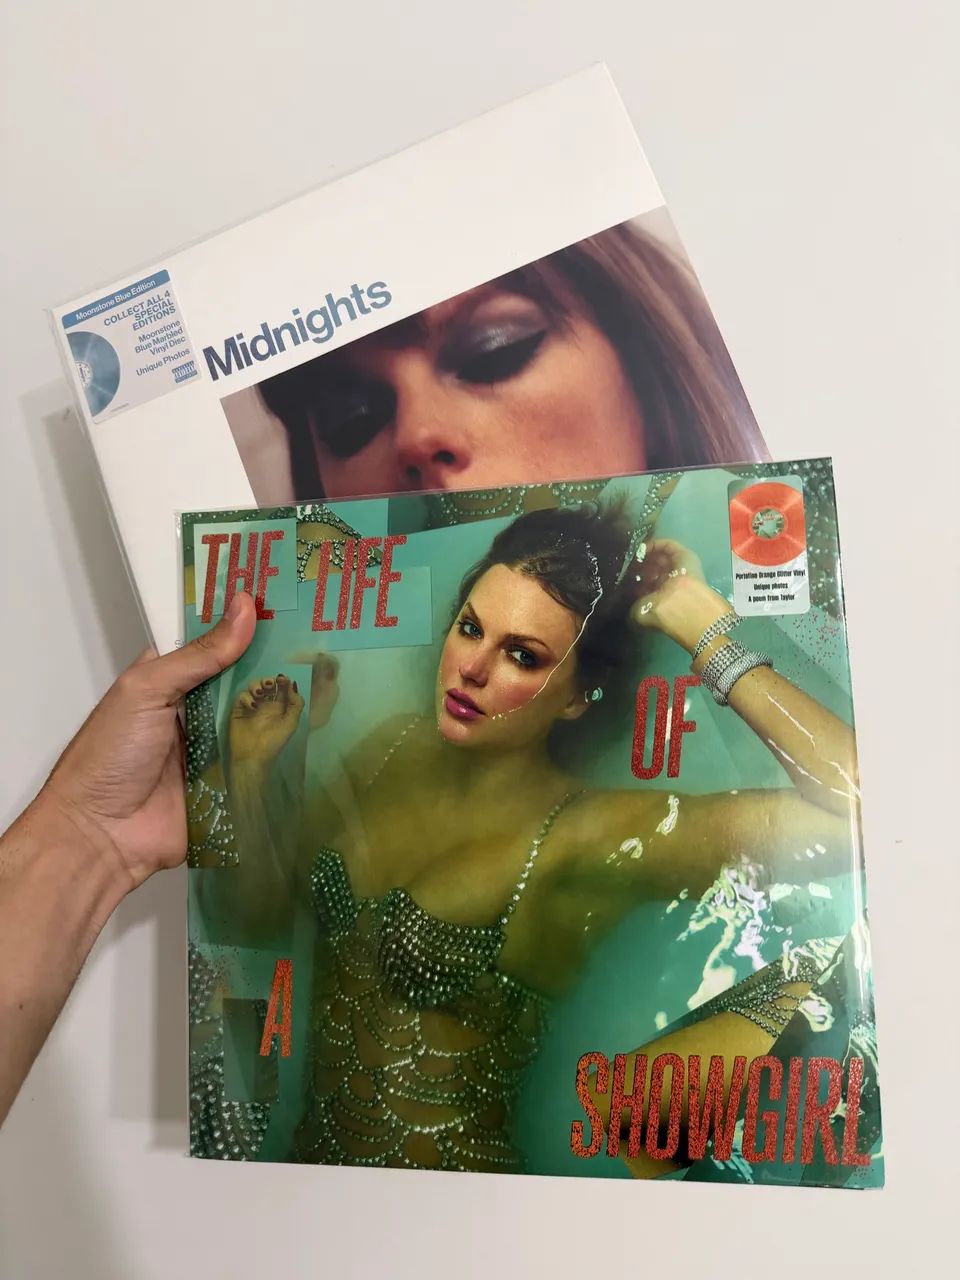 Moonstone Blue Edition
COLLECT ALL 4
SPECIAL
EDITIONS
Moonstone
Blue Marbled
Vinyl Disc
Unique Photos
Midnights
THE LIFE
OF
A
SHOWGIRL
Portofino Orange Glitter Vinyl
Unique photos
A poem from Taylor